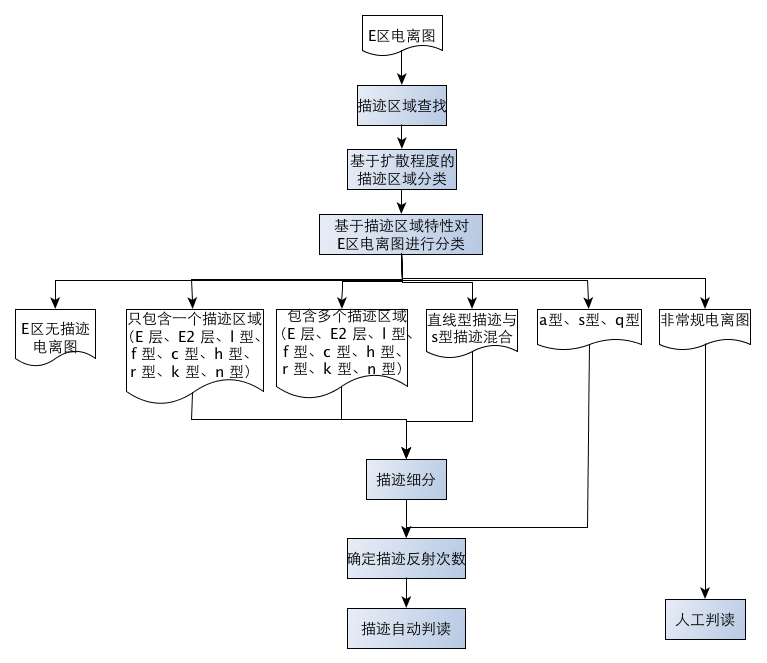 E区电离图
描迹区域查找
基于扩散程度的
描迹区域分类
基于描迹区域特性对
E区电离图进行分类
E区无描迹
电离图
只包含一个描迹区域
（E 层、E2 层、l 型、
f 型、c 型、h 型、
r 型、k 型、n 型）
包含多个描迹区域
（E 层、E2 层、l 型、
f 型、c 型、h 型、
r 型、k 型、n 型）
直线型描迹与
s型描迹混合
a型、s型、q型
非常规电离图
描迹细分
确定描迹反射次数
描迹自动判读
人工判读